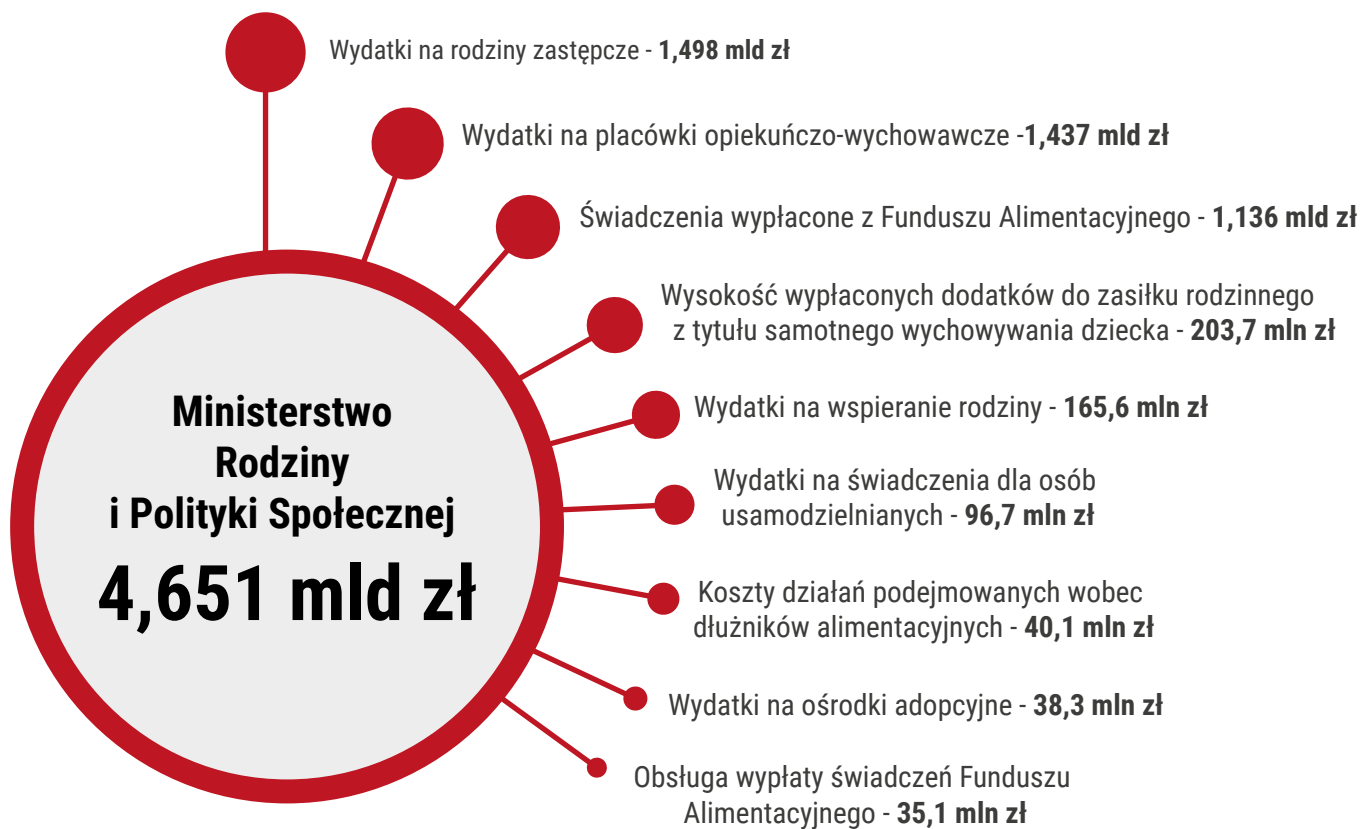 Wydatki na rodziny zastępcze - 1,498 mld zł
Wydatki na placówki opiekuńczo-wychowawcze -1,437 mld zł
Świadczenia wypłacone z Funduszu Alimentacyjnego - 1,136 mld zł
Wysokość wypłaconych dodatków do zasiłku rodzinnego
z tytułu samotnego wychowywania dziecka - 203,7 mln zł
Wydatki na wspieranie rodziny - 165,6 mln zł
Wydatki na świadczenia dla osób
usamodzielnianych - 96,7 mln zł
Koszty działań podejmowanych wobec
dłużników alimentacyjnych - 40,1 mln zł
Wydatki na ośrodki adopcyjne - 38,3 mln zł
Obsługa wypłaty świadczeń Funduszu
Alimentacyjnego - 35,1 mln zł
Ministerstwo
Rodziny
i Polityki Społecznej
4,651 mld zł